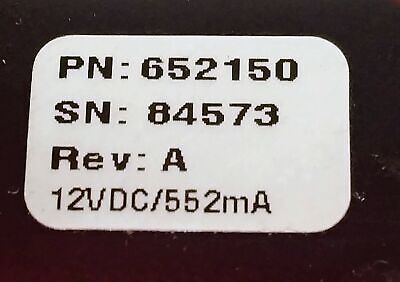 PN: 652150
SN: 84573
Rev: A
12VDC/552mA